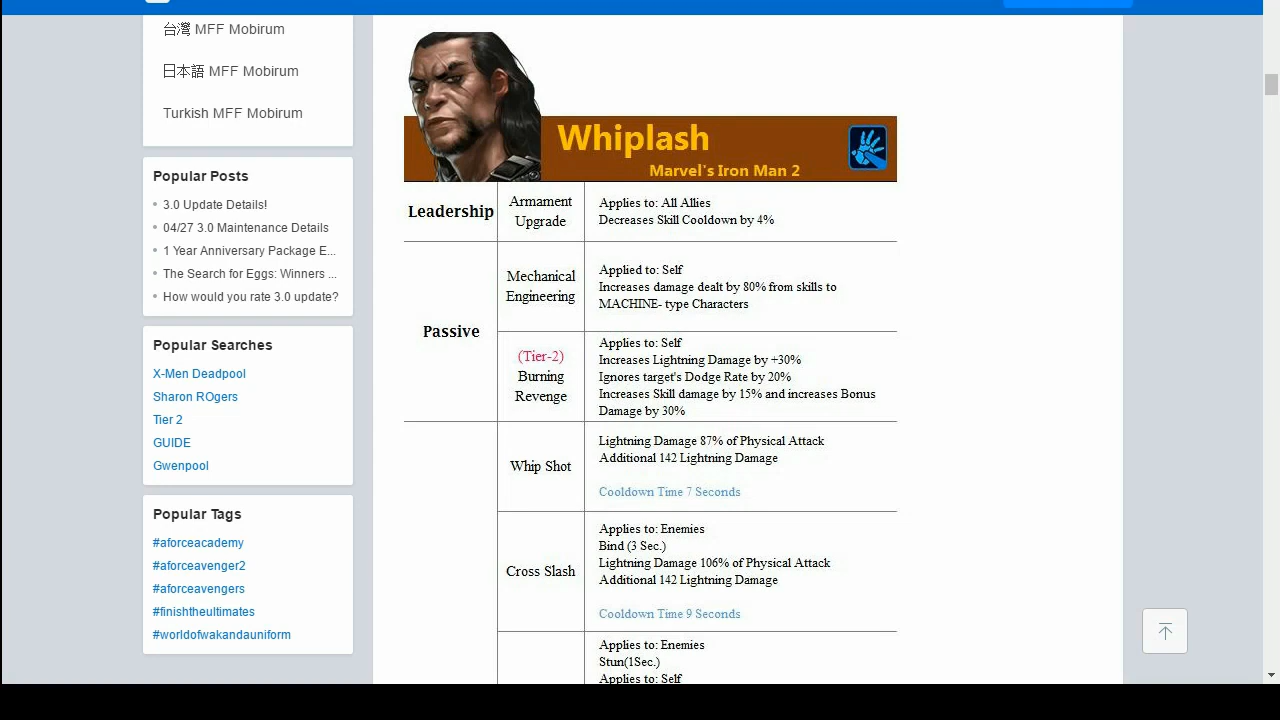 台灣 MFF Mobirum
日本語 MFF Mobirum
Turkish MFF Mobirum
Popular Posts
3.0 Update Details!
04/27 3.0 Maintenance Details
1 Year Anniversary Package E...
The Search for Eggs: Winners ...
How would you rate 3.0 update?
Popular Searches
X-Men Deadpool
Sharon ROgers
Tier 2
GUIDE
Gwenpool
Popular Tags
#aforceacademy
#aforceavenger2
#aforceavengers
#finishtheultimates
#worldofwakandauniform
Whiplash
Marvel's Iron Man 2
Leadership
Armament
Upgrade
Applies to: All Allies
Decreases Skill Cooldown by 4%
Passive
Mechanical
Engineering
Applied to: Self
Increases damage dealt by 80% from skills to
MACHINE- type Characters
(Tier-2)
Burning
Revenge
Applies to: Self
Increases Lightning Damage by +30%
Ignores target's Dodge Rate by 20%
Increases Skill damage by 15% and increases Bonus
Damage by 30%
Whip Shot
Lightning Damage 87% of Physical Attack
Additional 142 Lightning Damage
Cooldown Time 7 Seconds
Cross Slash
Applies to: Enemies
Bind (3 Sec.)
Lightning Damage 106% of Physical Attack
Additional 142 Lightning Damage
Cooldown Time 9 Seconds
Applies to: Enemies
Stun(1Sec.)
Applies to: Self